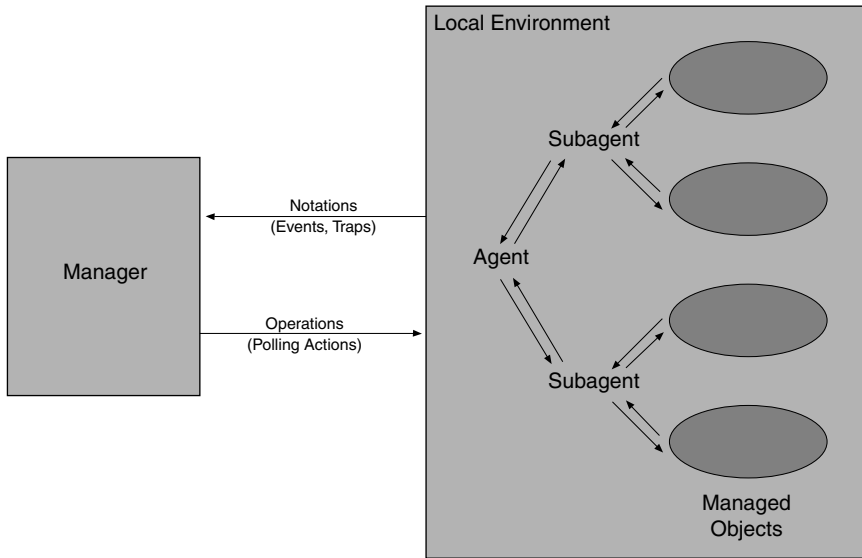 Local Environment
Subagent
Notations
(Events, Traps)
Manager
Agent
Operations
(Polling Actions)
Subagent
Managed
Objects